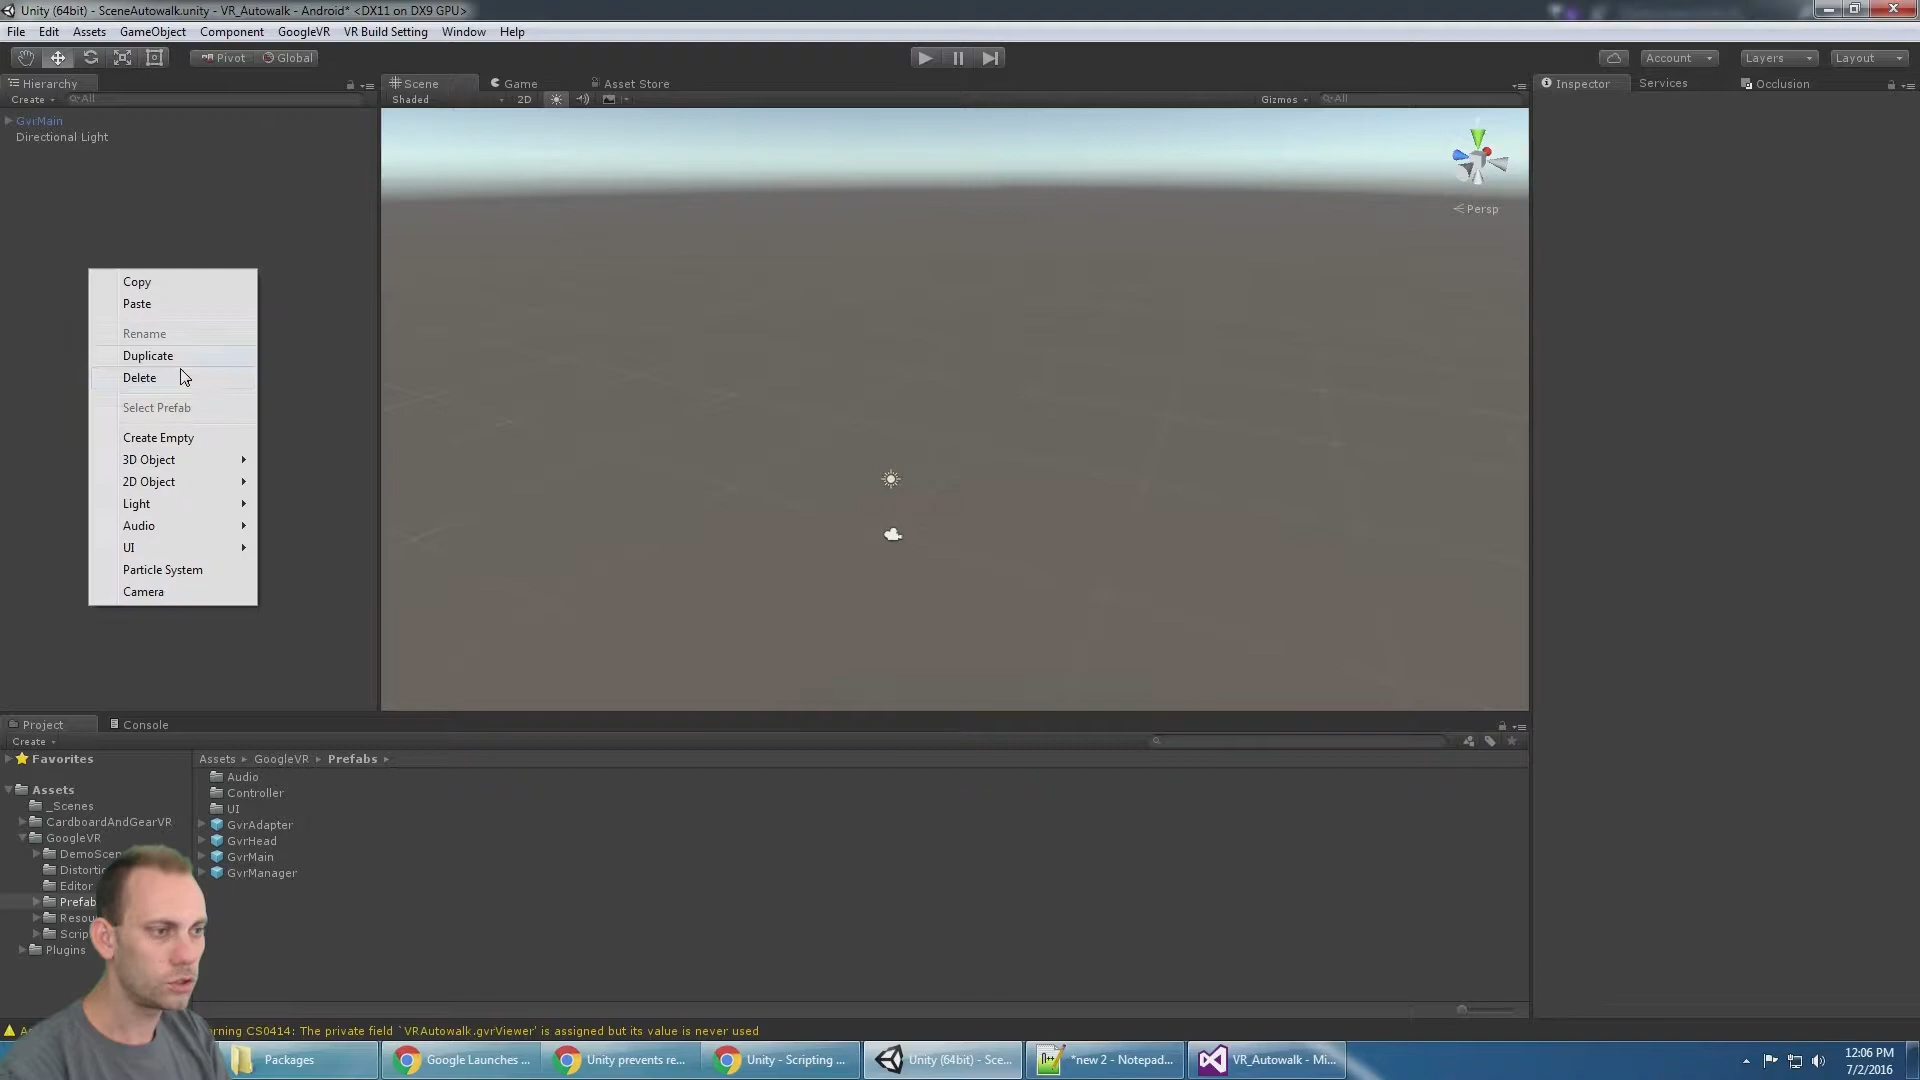 Unity (64bit) - SceneAutowalk.unity - VR_Autowalk - Android* <DX11 on DX9 GPU>
File Edit Assets GameObject Component GoogleVR VR Build Setting Window Help
Pivot Global Account Layers Layout
Hierarchy Scene Game Asset Store Inspector Services Occlusion
Create All Shaded 2D Gizmos All
GvrMain
Directional Light
Persp
Copy
Paste
Rename
Duplicate
Delete
Select Prefab
Create Empty
3D Object
2D Object
Light
Audio
UI
Particle System
Camera
Project Console
Create
Favorites
Assets
_Scenes
CardboardAndGearVR
GoogleVR
DemoScen
Distortio
Editor
Prefab
Resou
Scrip
Plugins
Assets GoogleVR Prefabs
Audio
Controller
UI
GvrAdapter
GvrHead
GvrMain
GvrManager
rning CS0414: The private field `VRAutowalk.gvrViewer' is assigned but its value is never used
Packages Google Launches ... Unity prevents re... Unity - Scripting ... Unity (64bit) - Sce... *new 2 - Notepad... VR_Autowalk - Mi...
12:06 PM
7/2/2016